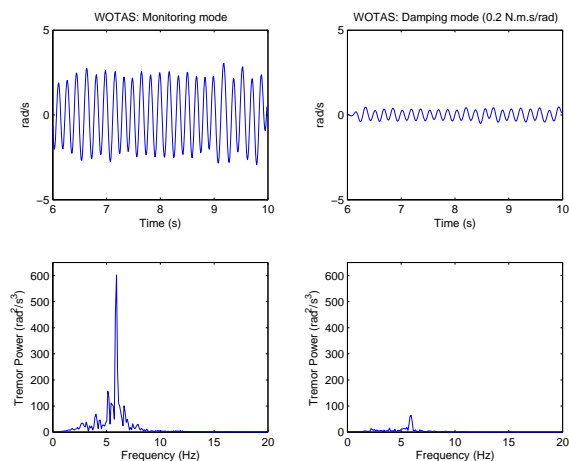 WOTAS: Monitoring mode
5
0
−5
rad/s
6 7 8 9 10
Time (s)
WOTAS: Damping mode (0.2 N.m.s/rad)
5
0
−5
rad/s
6 7 8 9 10
Time (s)
600
500
400
300
200
100
0
Tremor Power (rad²/s³)
0 5 10 15 20
Frequency (Hz)
600
500
400
300
200
100
0
Tremor Power (rad²/s³)
0 5 10 15 20
Frequency (Hz)